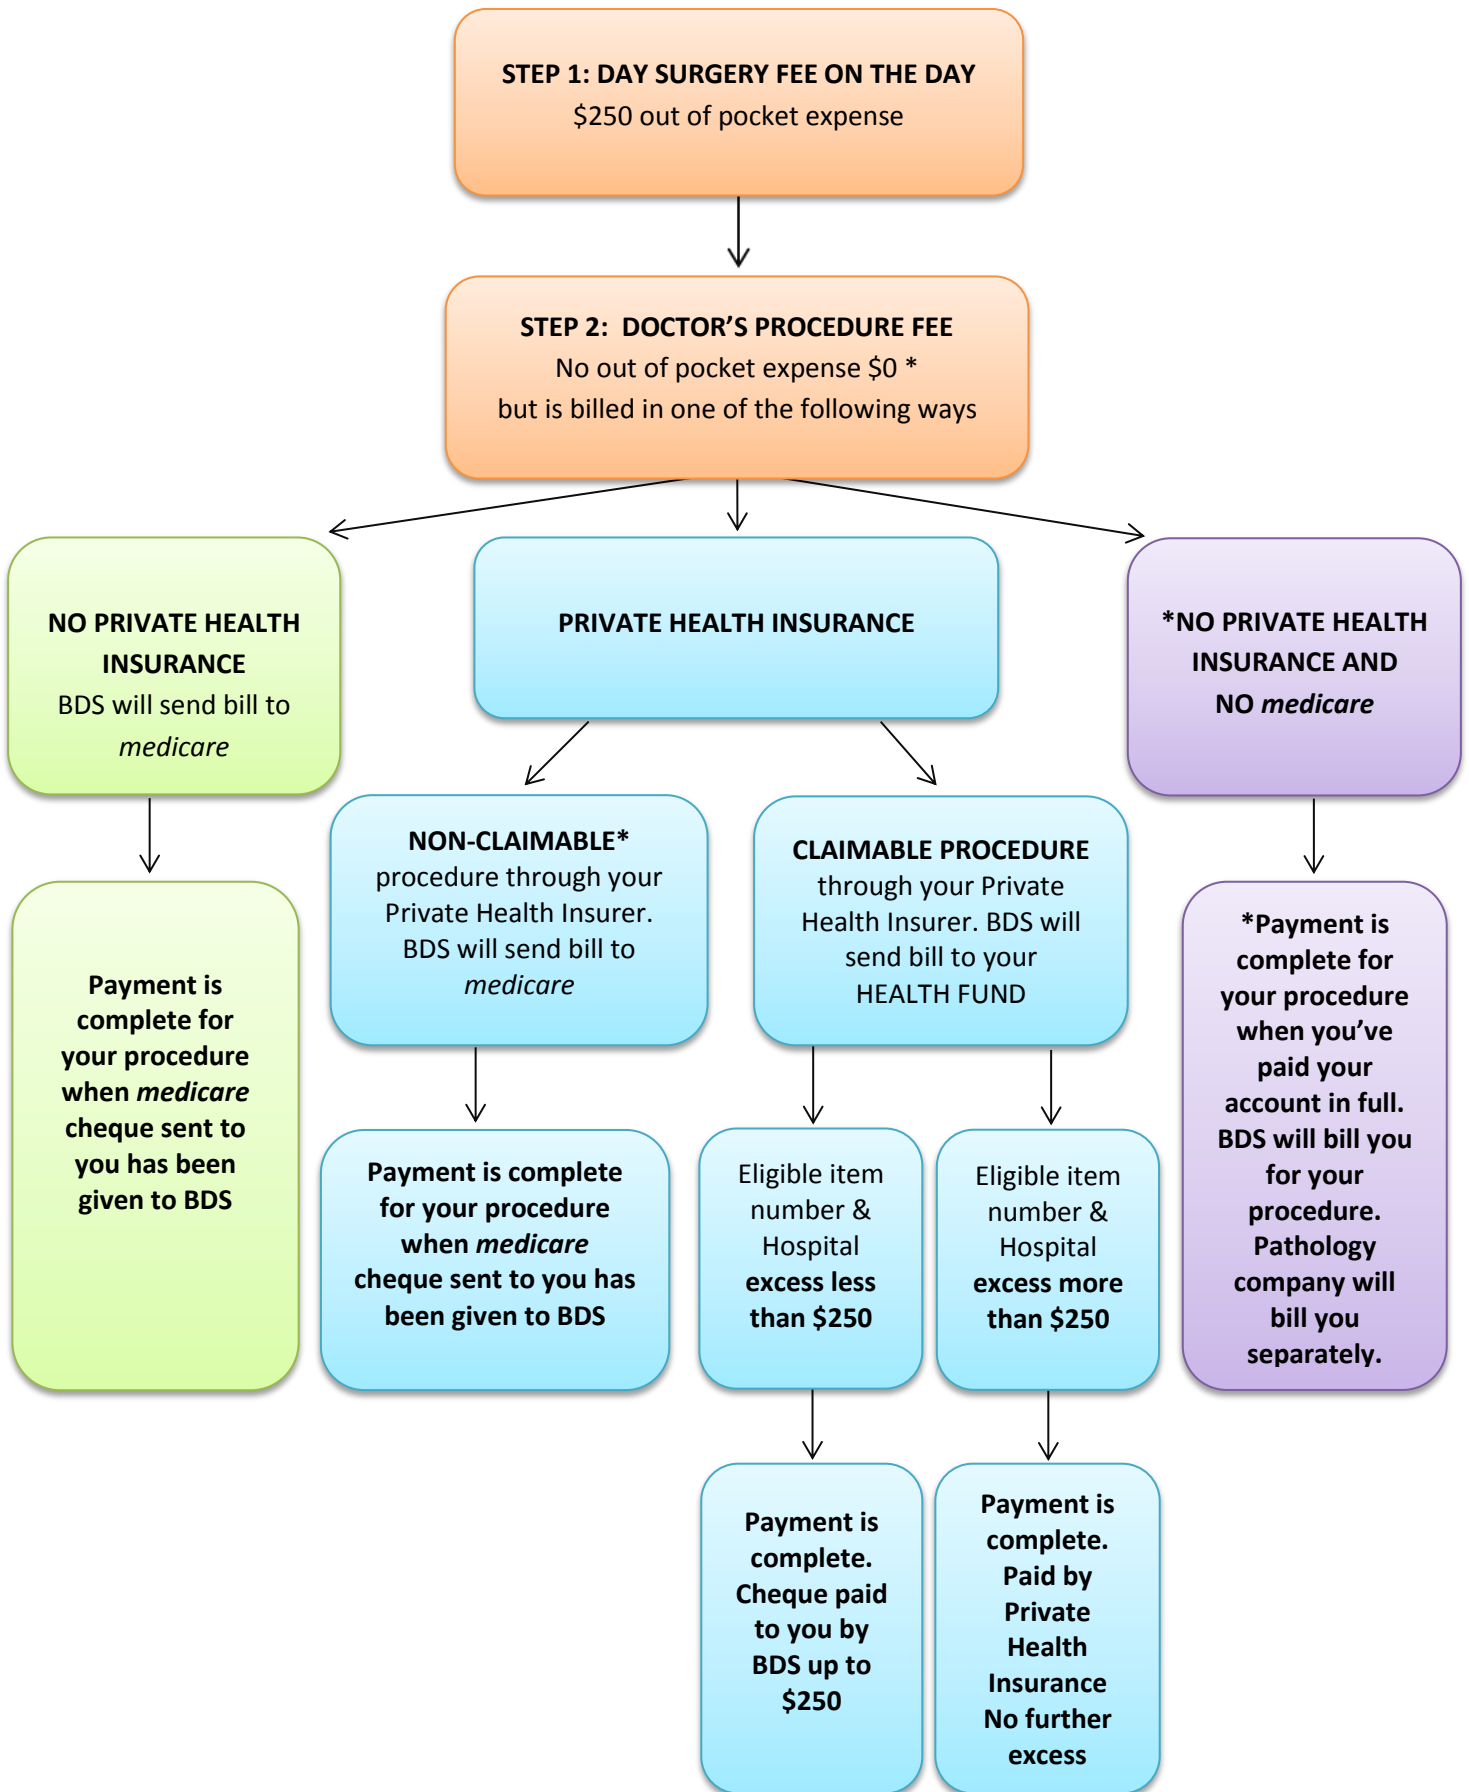 STEP 1: DAY SURGERY FEE ON THE DAY
$250 out of pocket expense
STEP 2:  DOCTOR’S PROCEDURE FEE
No out of pocket expense $0 *
but is billed in one of the following ways
NO PRIVATE HEALTH
INSURANCE
BDS will send bill to
medicare
PRIVATE HEALTH INSURANCE
*NO PRIVATE HEALTH
INSURANCE AND
NO medicare
NON-CLAIMABLE*
procedure through your
Private Health Insurer.
BDS will send bill to
medicare
CLAIMABLE PROCEDURE
through your Private
Health Insurer. BDS will
send bill to your
HEALTH FUND
Payment is
complete for
your procedure
when medicare
cheque sent to
you has been
given to BDS
Payment is complete
for your procedure
when medicare
cheque sent to you has
been given to BDS
Eligible item
number &
Hospital
excess less
than $250
Eligible item
number &
Hospital
excess more
than $250
*Payment is
complete for
your procedure
when you’ve
paid your
account in full.
BDS will bill you
for your
procedure.
Pathology
company will
bill you
separately.
Payment is
complete.
Cheque paid
to you by
BDS up to
$250
Payment is
complete.
Paid by
Private
Health
Insurance
No further
excess